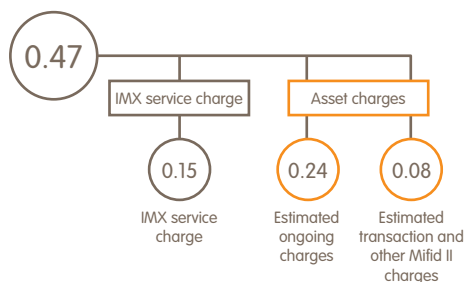 0.47
IMX service charge
Asset charges
0.15
0.24
0.08
IMX service
charge
Estimated
ongoing
charges
Estimated
transaction and
other Mifid II
charges